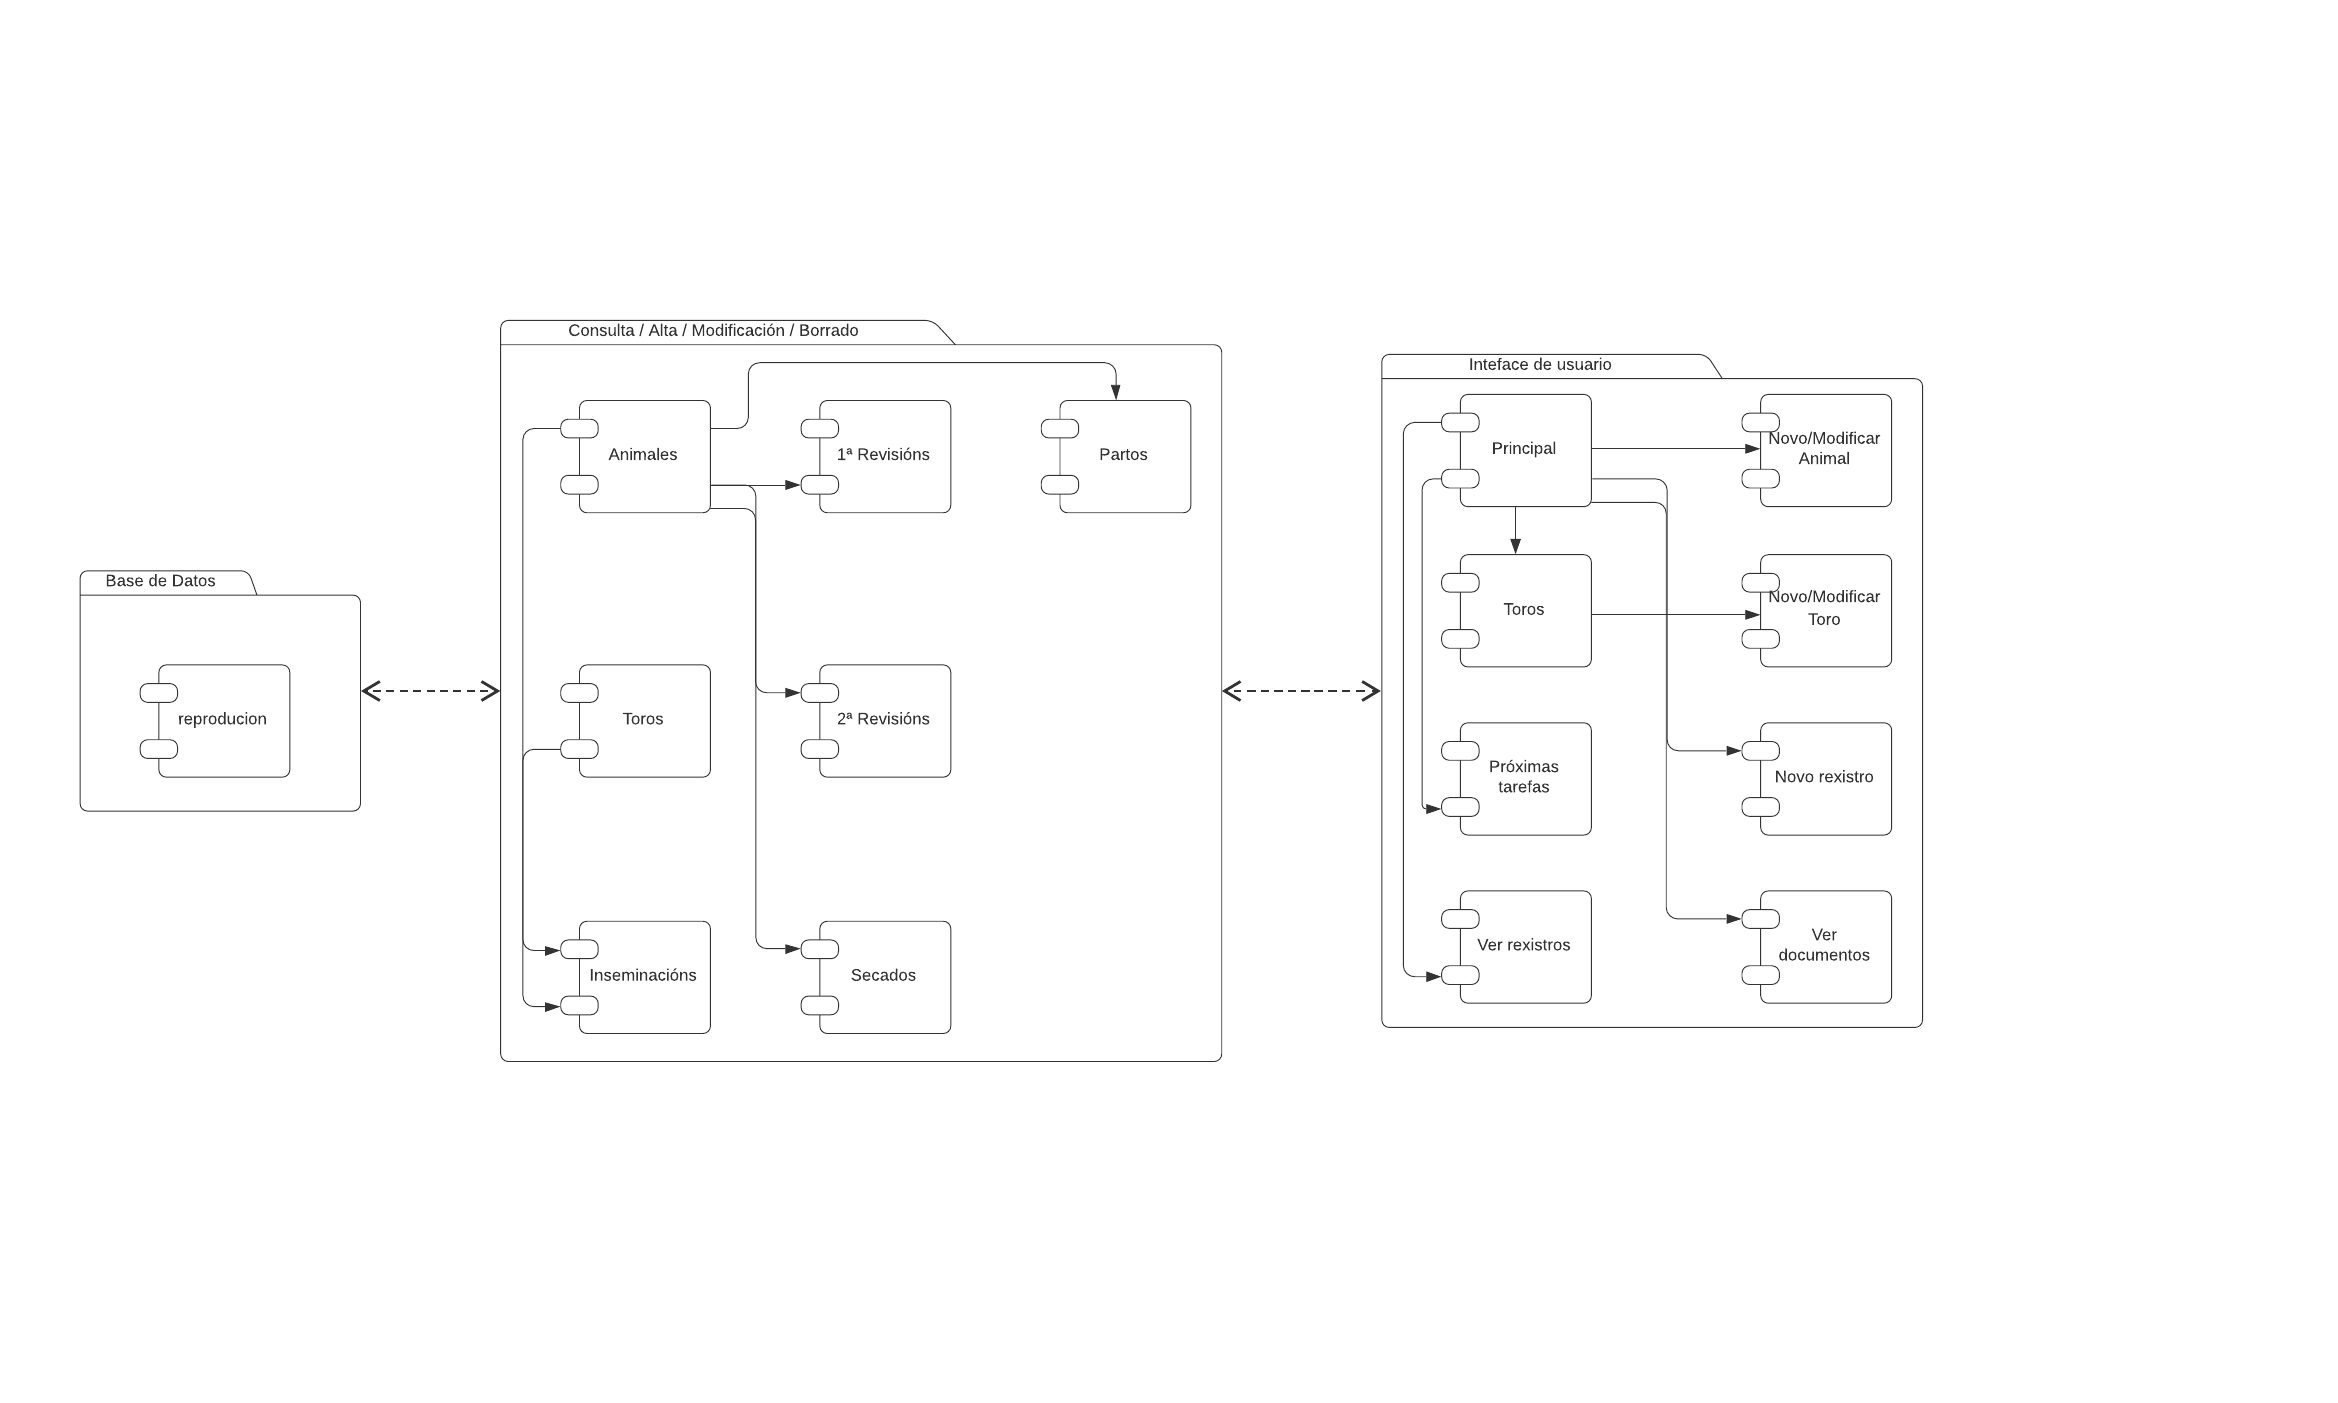 Base de Datos
reproducion
Consulta / Alta / Modificación / Borrado
Animales
1ª Revisións
Partos
Toros
2ª Revisións
Inseminacións
Secados
Inteface de usuario
Principal
Novo/Modificar
Animal
Toros
Novo/Modificar
Toro
Próximas
tarefas
Novo rexistro
Ver rexistros
Ver
documentos